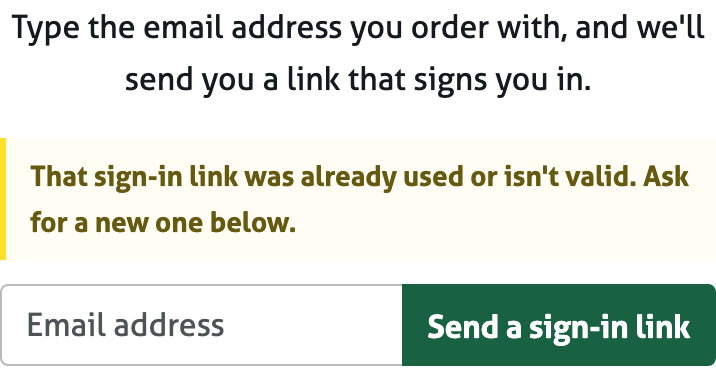 Type the email address you order with, and we'll
send you a link that signs you in.
That sign-in link was already used or isn't valid. Ask
for a new one below.
Email address
Send a sign-in link